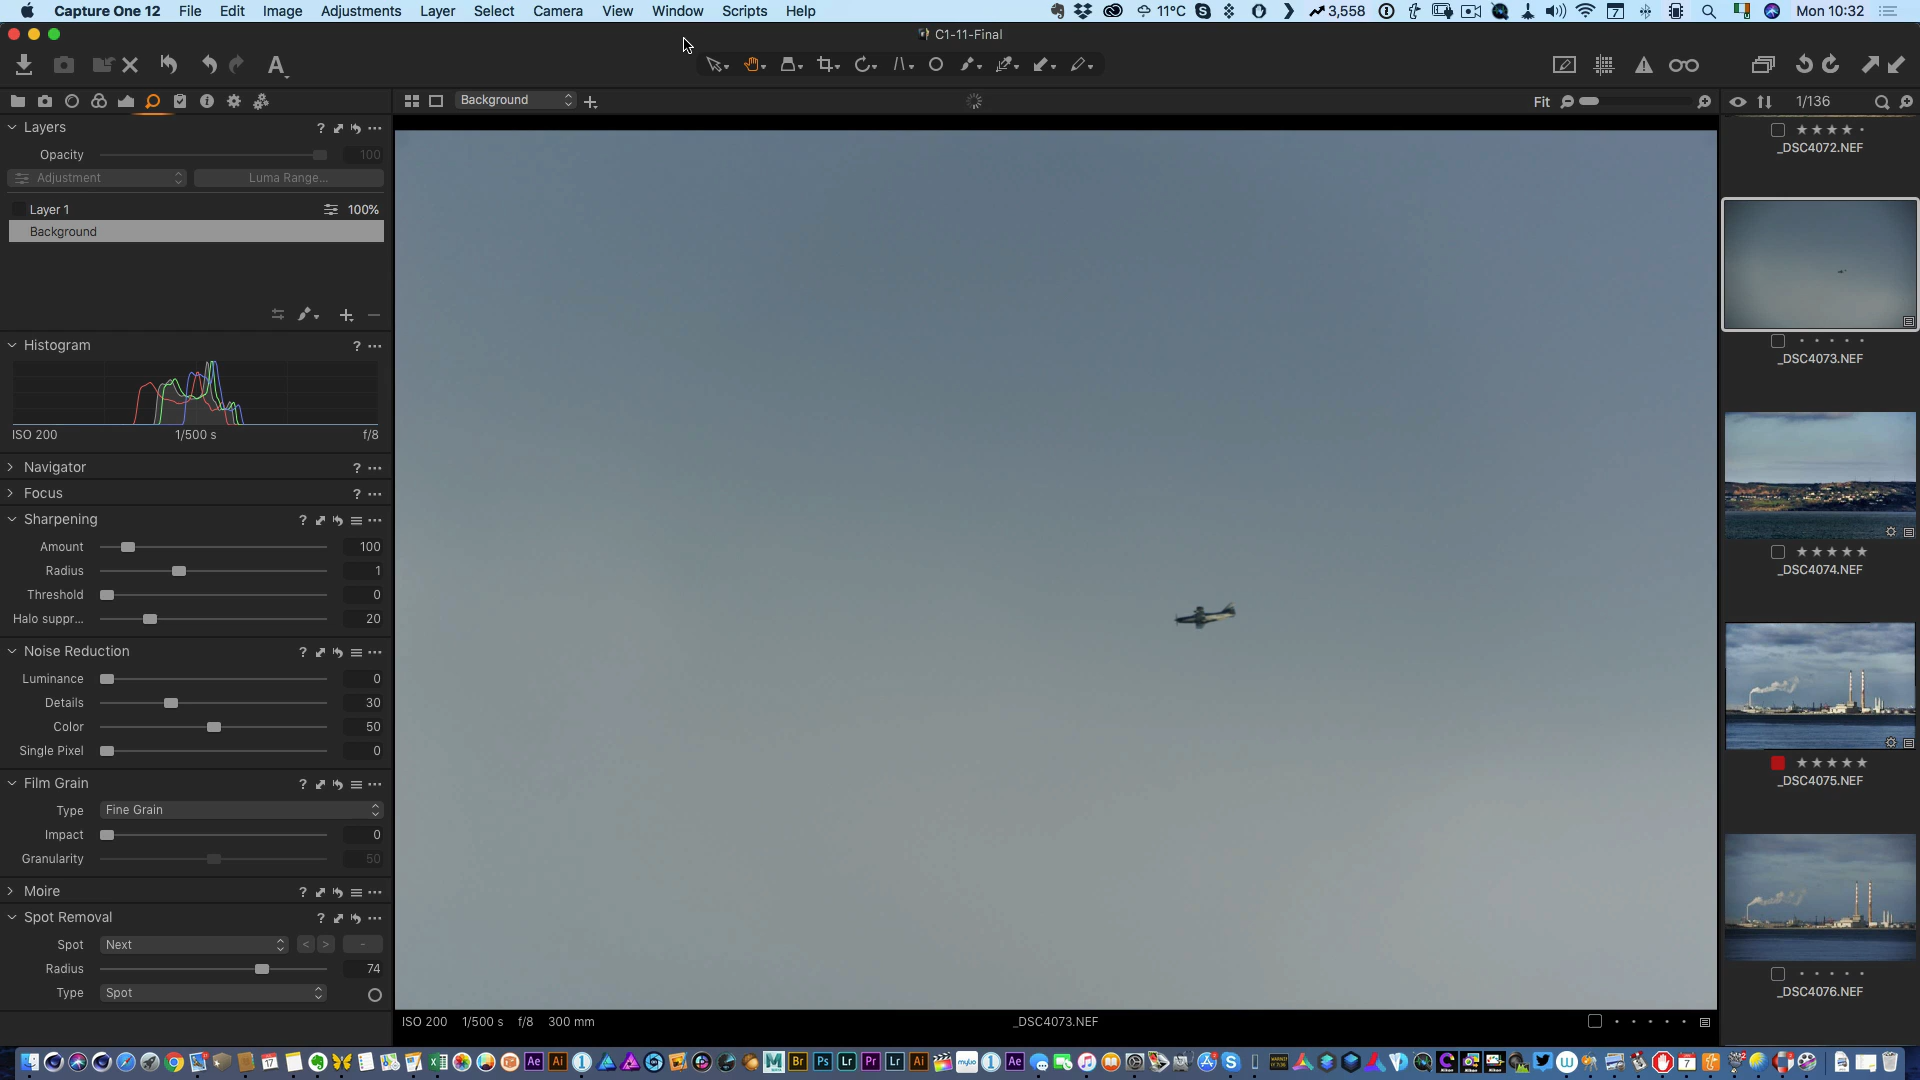 Capture One 12 File Edit Image Adjustments Layer Select Camera View Window Scripts Help 11°C 3,558 Mon 10:32
C1-11-Final
Background Fit 1/136
Layers
Opacity 100
Adjustment Luma Range...
Layer 1 100%
Background
Histogram
ISO 200 1/500 s f/8
Navigator
Focus
Sharpening
Amount 100
Radius 1
Threshold 0
Halo suppr... 20
Noise Reduction
Luminance 0
Details 30
Color 50
Single Pixel 0
Film Grain
Type Fine Grain
Impact 0
Granularity 50
Moire
Spot Removal
Spot Next
Radius 74
Type Spot
ISO 200 1/500 s f/8 300 mm _DSC4073.NEF
_DSC4072.NEF
_DSC4073.NEF
_DSC4074.NEF
_DSC4075.NEF
_DSC4076.NEF